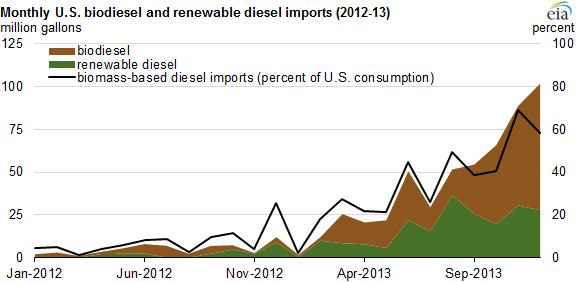 Monthly U.S. biodiesel and renewable diesel imports (2012-13)
million gallons
eia
percent
biodiesel
renewable diesel
biomass-based diesel imports (percent of U.S. consumption)
125
100
75
50
25
0
100
80
60
40
20
0
Jan-2012
Jun-2012
Nov-2012
Apr-2013
Sep-2013